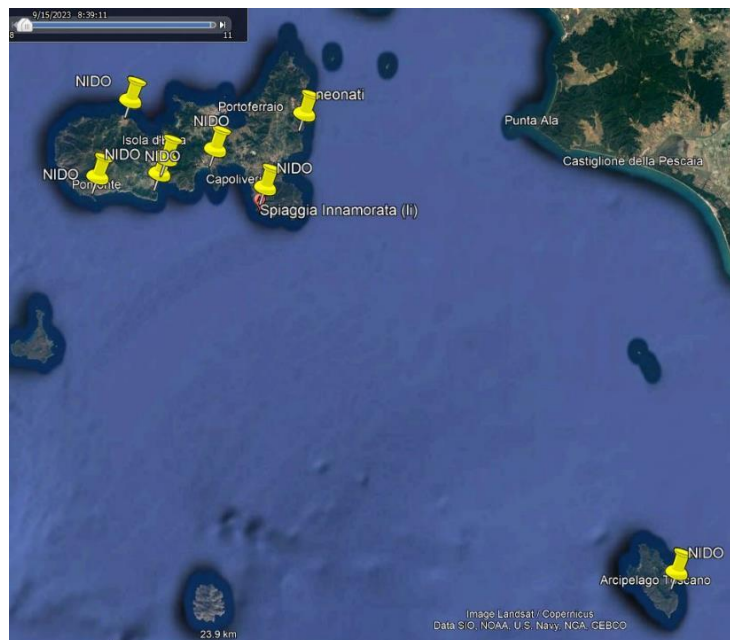 9/15/2023 8:39:11
8
11
NIDO
neonati
Portoferraio
NIDO
Punta Ala
Isola d'
NIDO
NIDO
Castiglione della Pescaia
NIDO
NIDO
Capoliveri
Spiaggia Innamorata (li)
NIDO
Arcipelago Toscano
Image Landsat / Copernicus
Data SIO, NOAA, U.S. Navy, NGA, GEBCO
23.9 km